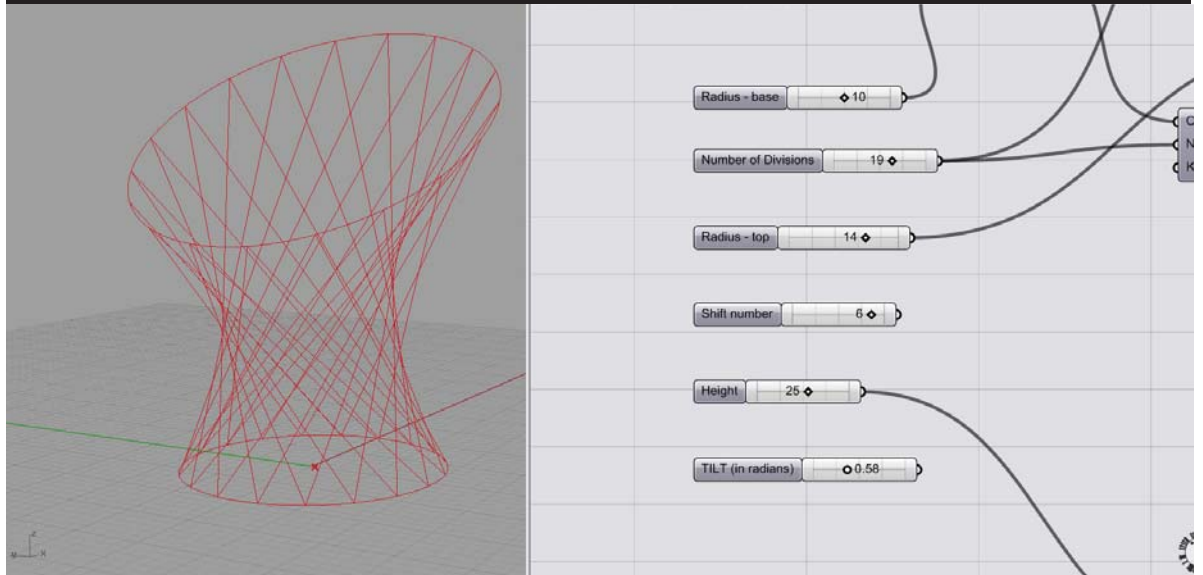 Radius - base 10
O
Number of Divisions 19
N
K
Radius - top 14
Shift number 6
Height 25
TILT (in radians) 0.58
z
x